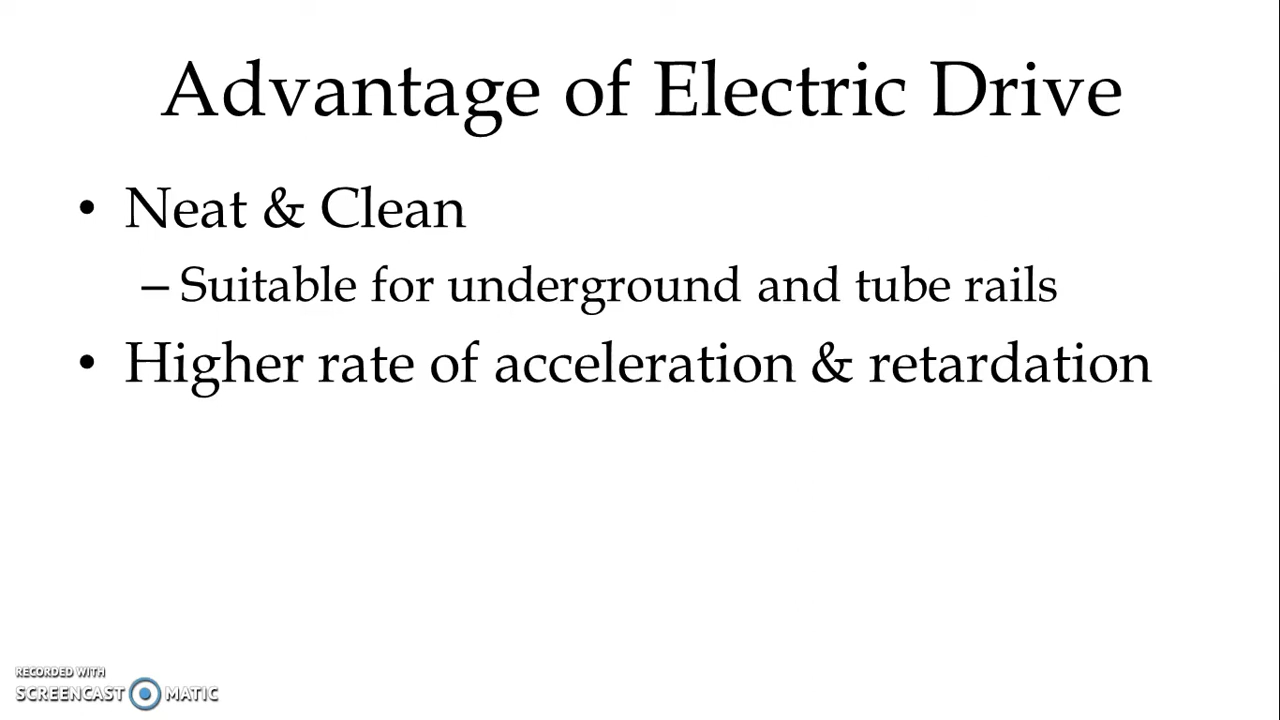 Advantage of Electric Drive
• Neat & Clean
– Suitable for underground and tube rails
• Higher rate of acceleration & retardation
RECORDED WITH
SCREENCAST MATIC